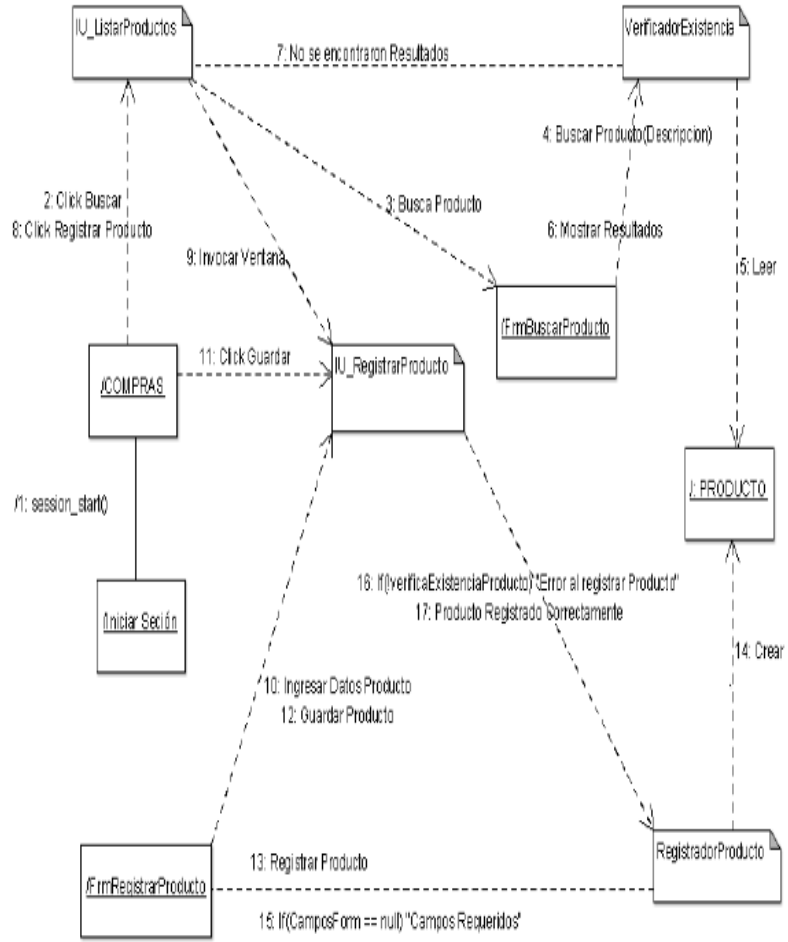 IU_ListarProductos
VerificadorExistencia
7: No se encontraron Resultados
4: Buscar Producto(Descripcion)
2: Click Buscar
8: Click Registrar Producto
3: Busca Producto
6: Mostrar Resultados
9: Invocar Ventana
5: Leer
/FrmBuscarProducto
11: Click Guardar
IU_RegistrarProducto
/COMPRAS
/: PRODUCTO
/1: session_start()
16: If(!verificaExistenciaProducto) "Error al registrar Producto"
17: Producto Registrado Correctamente
/Iniciar Seción
14: Crear
10: Ingresar Datos Producto
12: Guardar Producto
RegistradorProducto
13: Registrar Producto
/FrmRegistrarProducto
15: If(CamposForm == null) "Campos Requeridos"